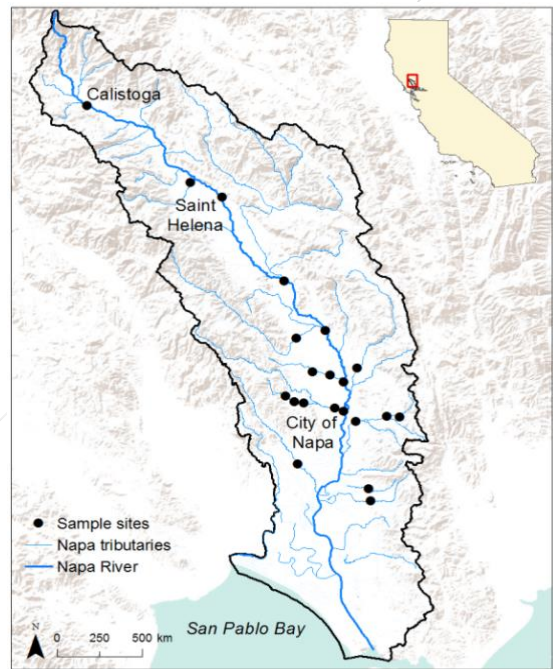 Calistoga
Saint
Helena
City of
Napa
Sample sites
Napa tributaries
Napa River
N
0 250 500 km
San Pablo Bay